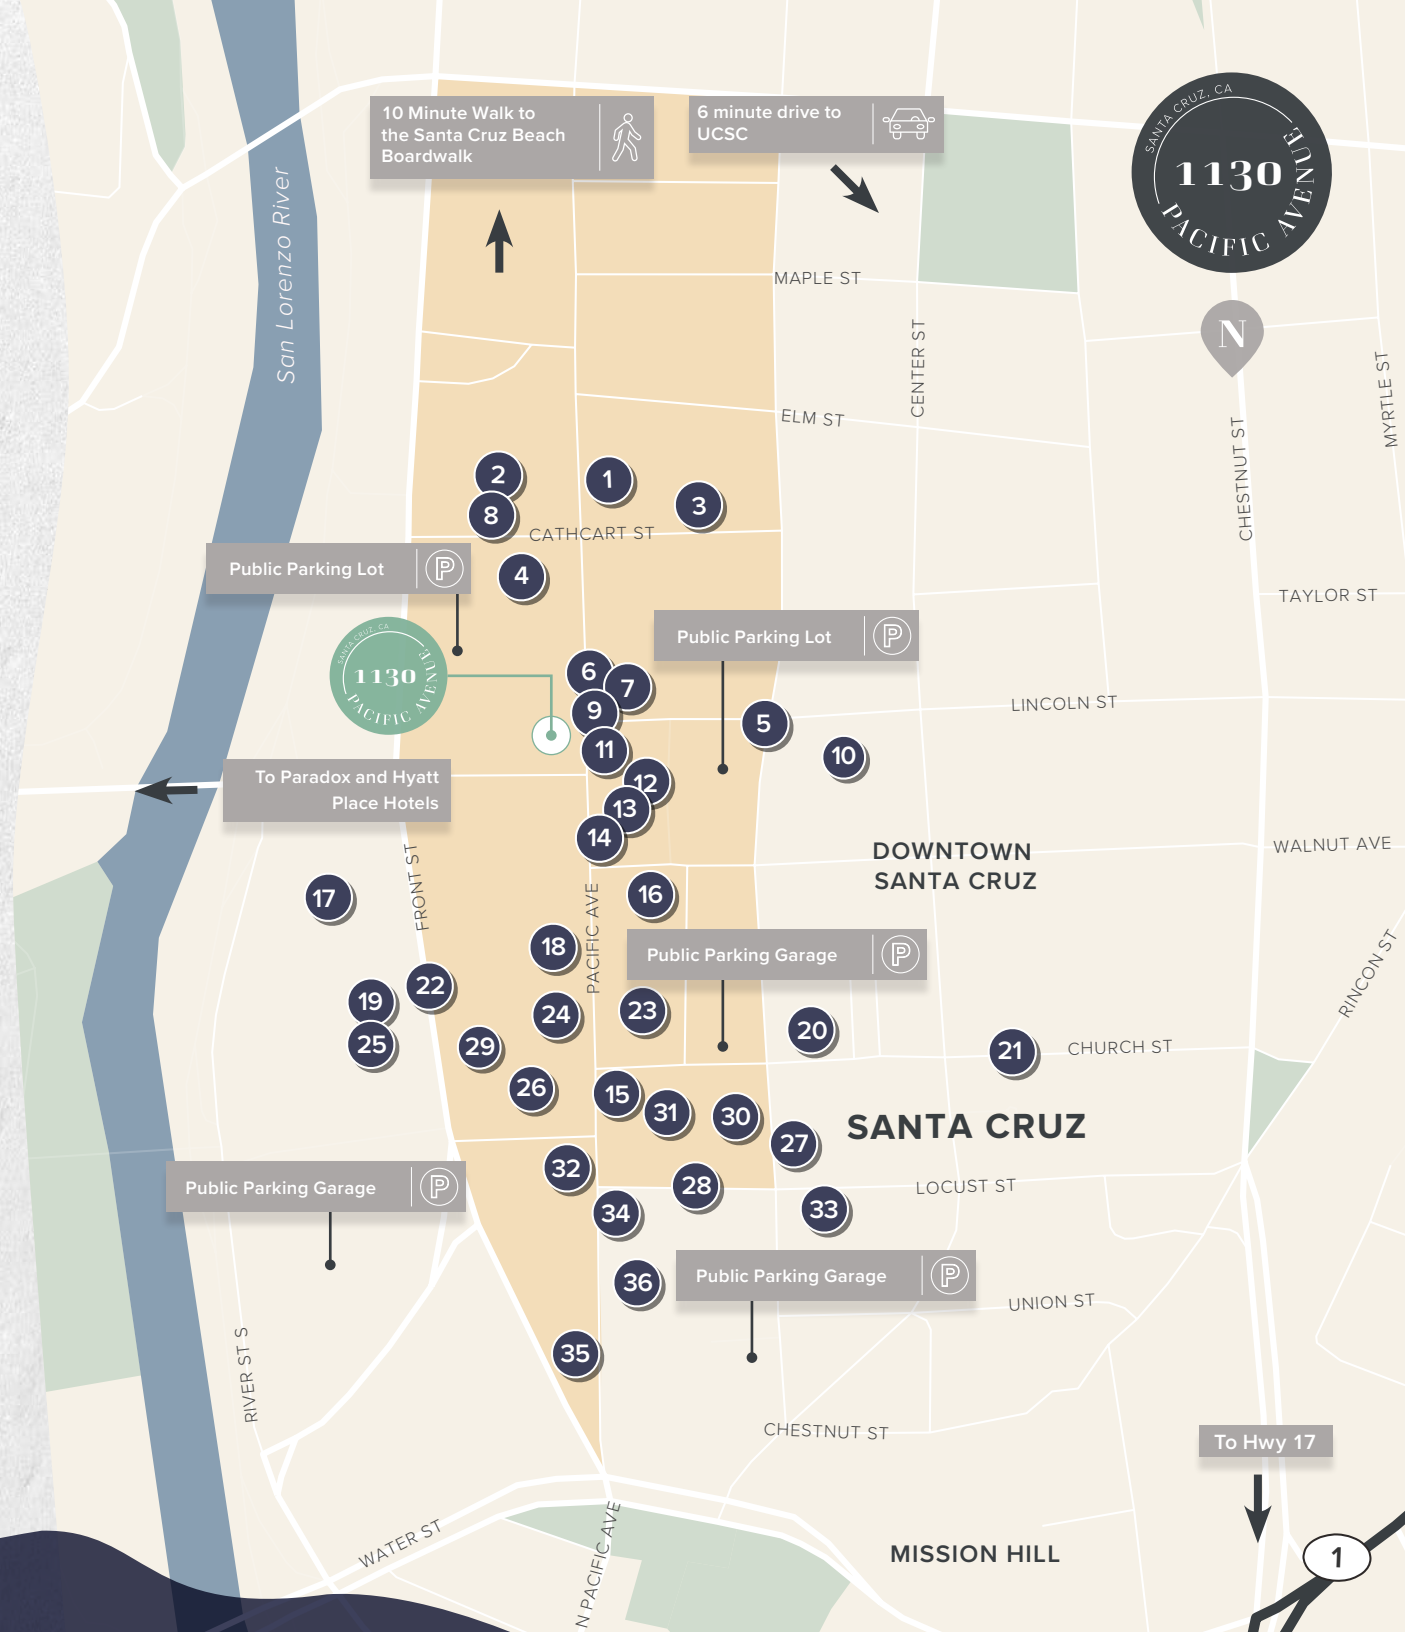 10 Minute Walk to
the Santa Cruz Beach
Boardwalk
6 minute drive to
UCSC
SANTA CRUZ, CA
1130
PACIFIC AVENUE
San Lorenzo River
MAPLE ST
N
CENTER ST
MYRTLE ST
ELM ST
CHESTNUT ST
2
1
8
3
CATHCART ST
Public Parking Lot
P
4
TAYLOR ST
Public Parking Lot
P
SANTA CRUZ, CA
1130
PACIFIC AVENUE
6
7
9
5
LINCOLN ST
11
10
To Paradox and Hyatt
Place Hotels
12
13
14
DOWNTOWN
SANTA CRUZ
WALNUT AVE
FRONT ST
17
16
PACIFIC AVE
18
Public Parking Garage
P
RINCON ST
22
19
24
23
20
25
29
21
CHURCH ST
26
15
31
30
27
SANTA CRUZ
32
28
LOCUST ST
Public Parking Garage
P
34
33
36
Public Parking Garage
P
UNION ST
35
RIVER ST S
CHESTNUT ST
To Hwy 17
WATER ST
N PACIFIC AVE
MISSION HILL
1